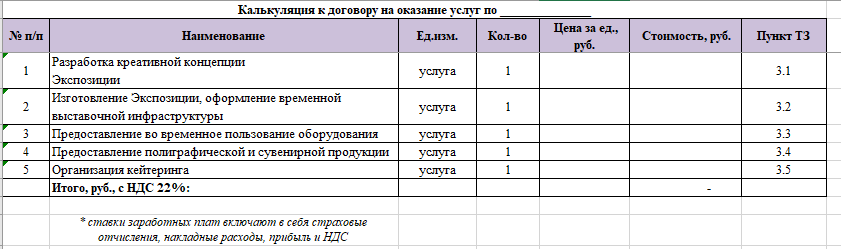 Калькуляция к договору на оказание услуг по _______________
№ п/п Наименование Ед.изм. Кол-во Цена за ед., руб. Стоимость, руб. Пункт ТЗ
1 Разработка креативной концепции
Экспозиции услуга 1 3.1
2 Изготовление Экспозиции, оформление временной
выставочной инфраструктуры услуга 1 3.2
3 Предоставление во временное пользование оборудования услуга 1 3.3
4 Предоставление полиграфической и сувенирной продукции услуга 1 3.4
5 Организация кейтеринга услуга 1 3.5
Итого, руб., с НДС 22%: -
* ставки заработных плат включают в себя страховые
отчисления, накладные расходы, прибыль и НДС